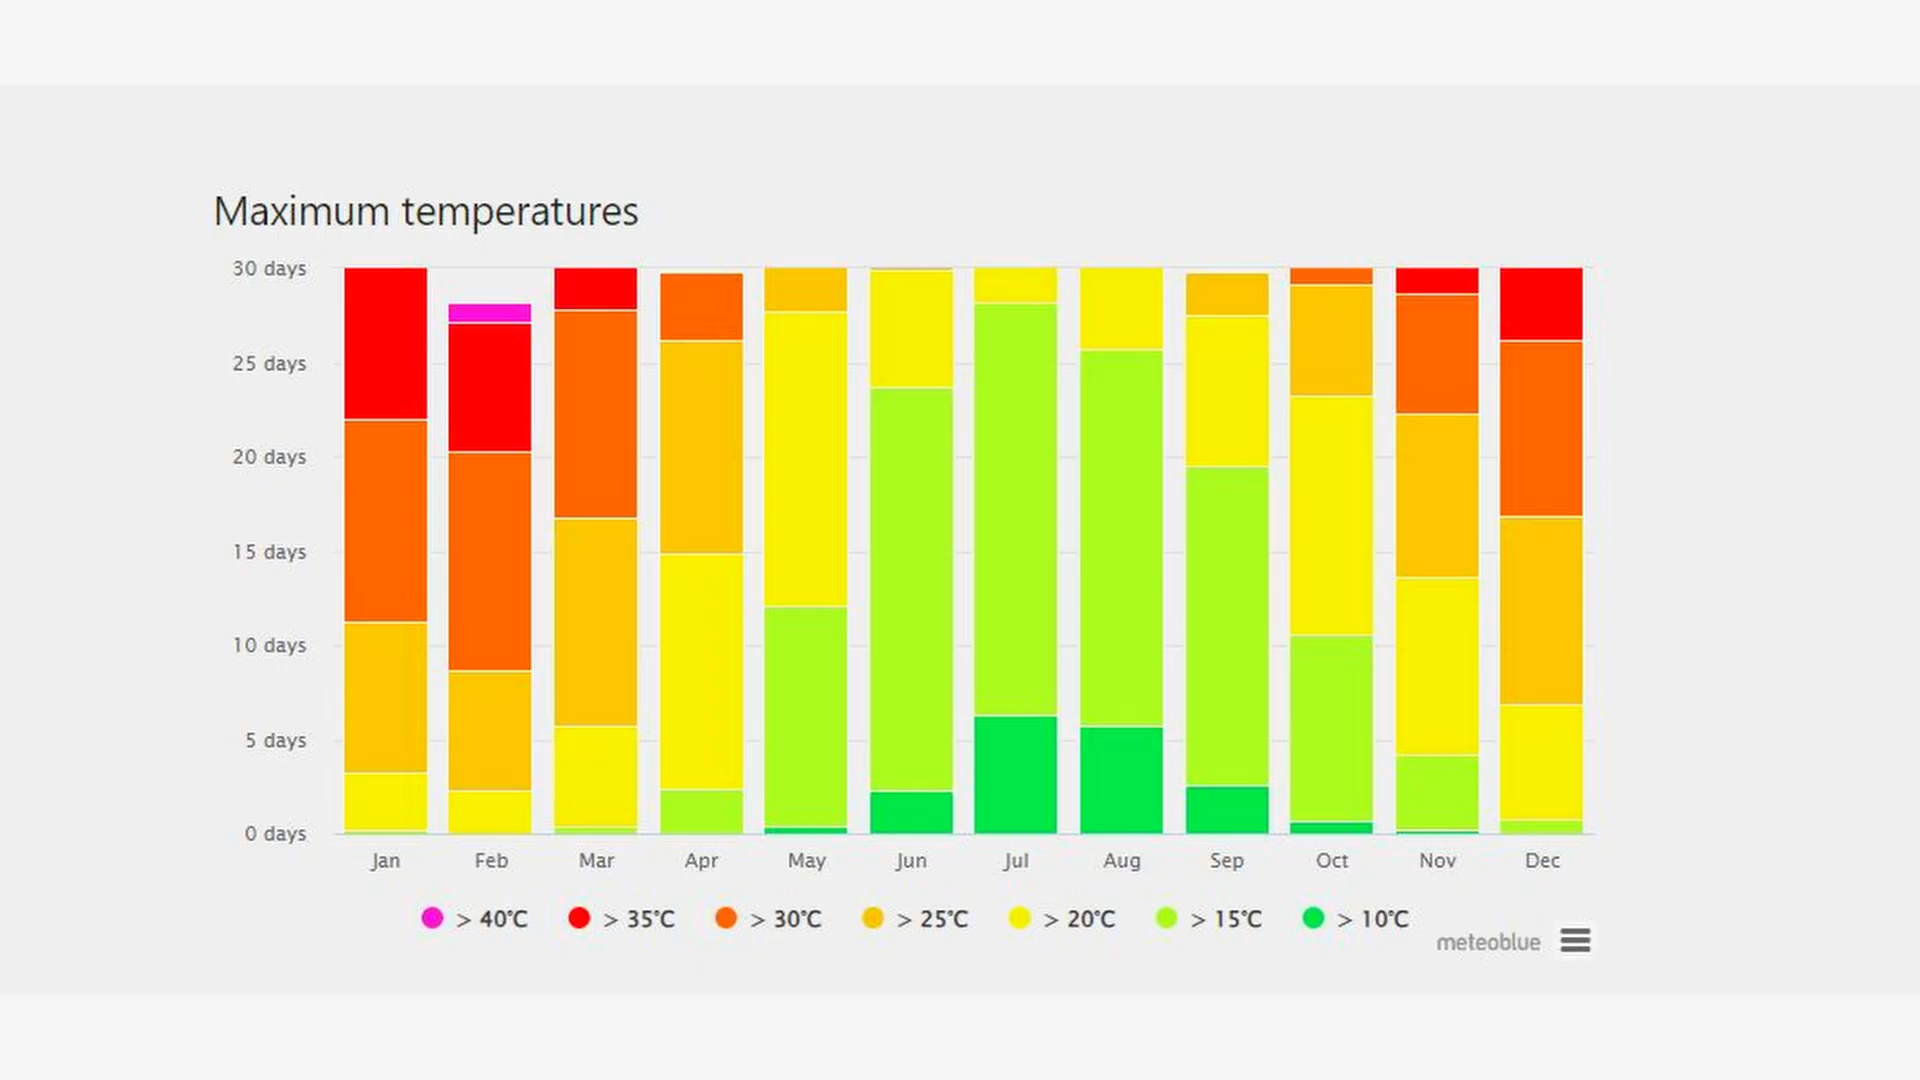 Maximum temperatures
30 days
25 days
20 days
15 days
10 days
5 days
0 days
Jan Feb Mar Apr May Jun Jul Aug Sep Oct Nov Dec
> 40°C > 35°C > 30°C > 25°C > 20°C > 15°C > 10°C
meteoblue